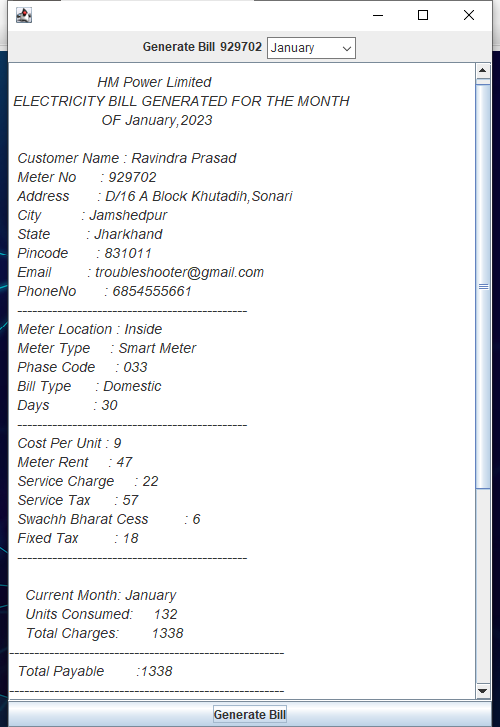 Generate Bill 929702 January
HM Power Limited
ELECTRICITY BILL GENERATED FOR THE MONTH
OF January,2023
Customer Name : Ravindra Prasad
Meter No : 929702
Address : D/16 A Block Khutadih,Sonari
City : Jamshedpur
State : Jharkhand
Pincode : 831011
Email : troubleshooter@gmail.com
PhoneNo : 6854555661
----------------------------------------------
Meter Location : Inside
Meter Type : Smart Meter
Phase Code : 033
Bill Type : Domestic
Days : 30
----------------------------------------------
Cost Per Unit : 9
Meter Rent : 47
Service Charge : 22
Service Tax : 57
Swachh Bharat Cess : 6
Fixed Tax : 18
----------------------------------------------
Current Month: January
Units Consumed: 132
Total Charges: 1338
-------------------------------------------------------
Total Payable :1338
-------------------------------------------------------
Generate Bill